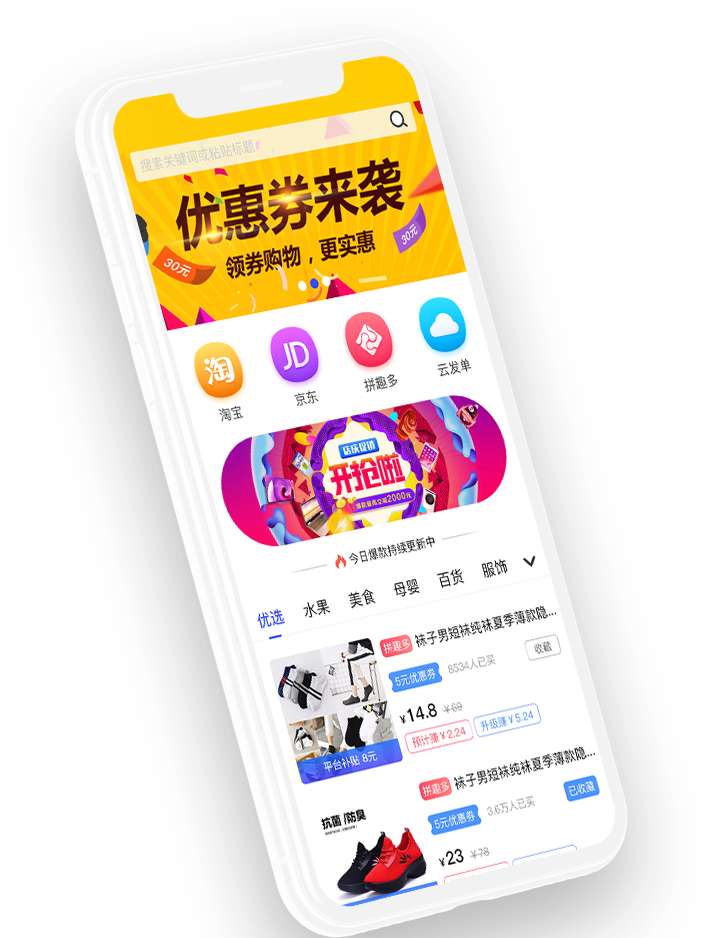 搜索关键词或粘贴标题
优惠券来袭
领券购物，更实惠
30元
30元
淘
JD
淘宝
京东
拼趣多
云发单
店庆促销
开抢啦
最高立减2000元
今日爆款持续更新中
优选
水果
美食
母婴
百货
服饰
拼趣多 袜子男短袜纯袜夏季薄款隐...
5元优惠券 8534人已买
收藏
¥14.8 ¥69
预计赚¥2.24 升级赚¥5.24
平台补贴 8元
拼趣多 袜子男短袜纯袜夏季薄款隐...
5元优惠券 3.6万人已买
已收藏
¥23 ¥78
抗菌/防臭